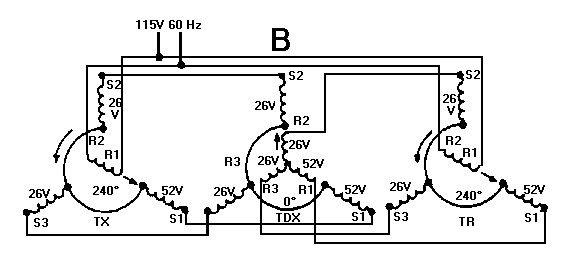 115V 60 Hz
B
S2 S2 S2
26 V 26V 26 V
R2 R2 R2
R1 R3 26V 26V R1
26V 240° 52V 26V R3 R1 52V 26V 240° 52V
0°
S3 TX S1 TDX S1 S3 TR S1